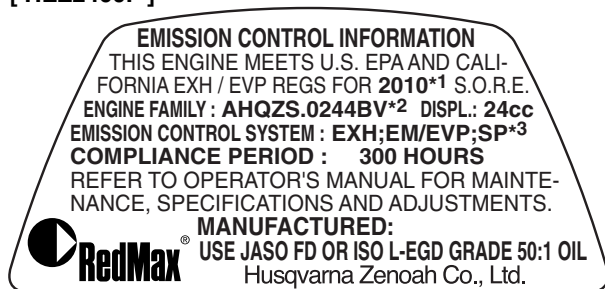 EMISSION CONTROL INFORMATION
THIS ENGINE MEETS U.S. EPA AND CALI-
FORNIA EXH / EVP REGS FOR 2010*1 S.O.R.E.
ENGINE FAMILY : AHQZS.0244BV*2 DISPL.: 24cc
EMISSION CONTROL SYSTEM : EXH;EM/EVP;SP*3
COMPLIANCE PERIOD : 300 HOURS
REFER TO OPERATOR'S MANUAL FOR MAINTE-
NANCE, SPECIFICATIONS AND ADJUSTMENTS.
MANUFACTURED:
RedMax® USE JASO FD OR ISO L-EGD GRADE 50:1 OIL
Husqvarna Zenoah Co., Ltd.